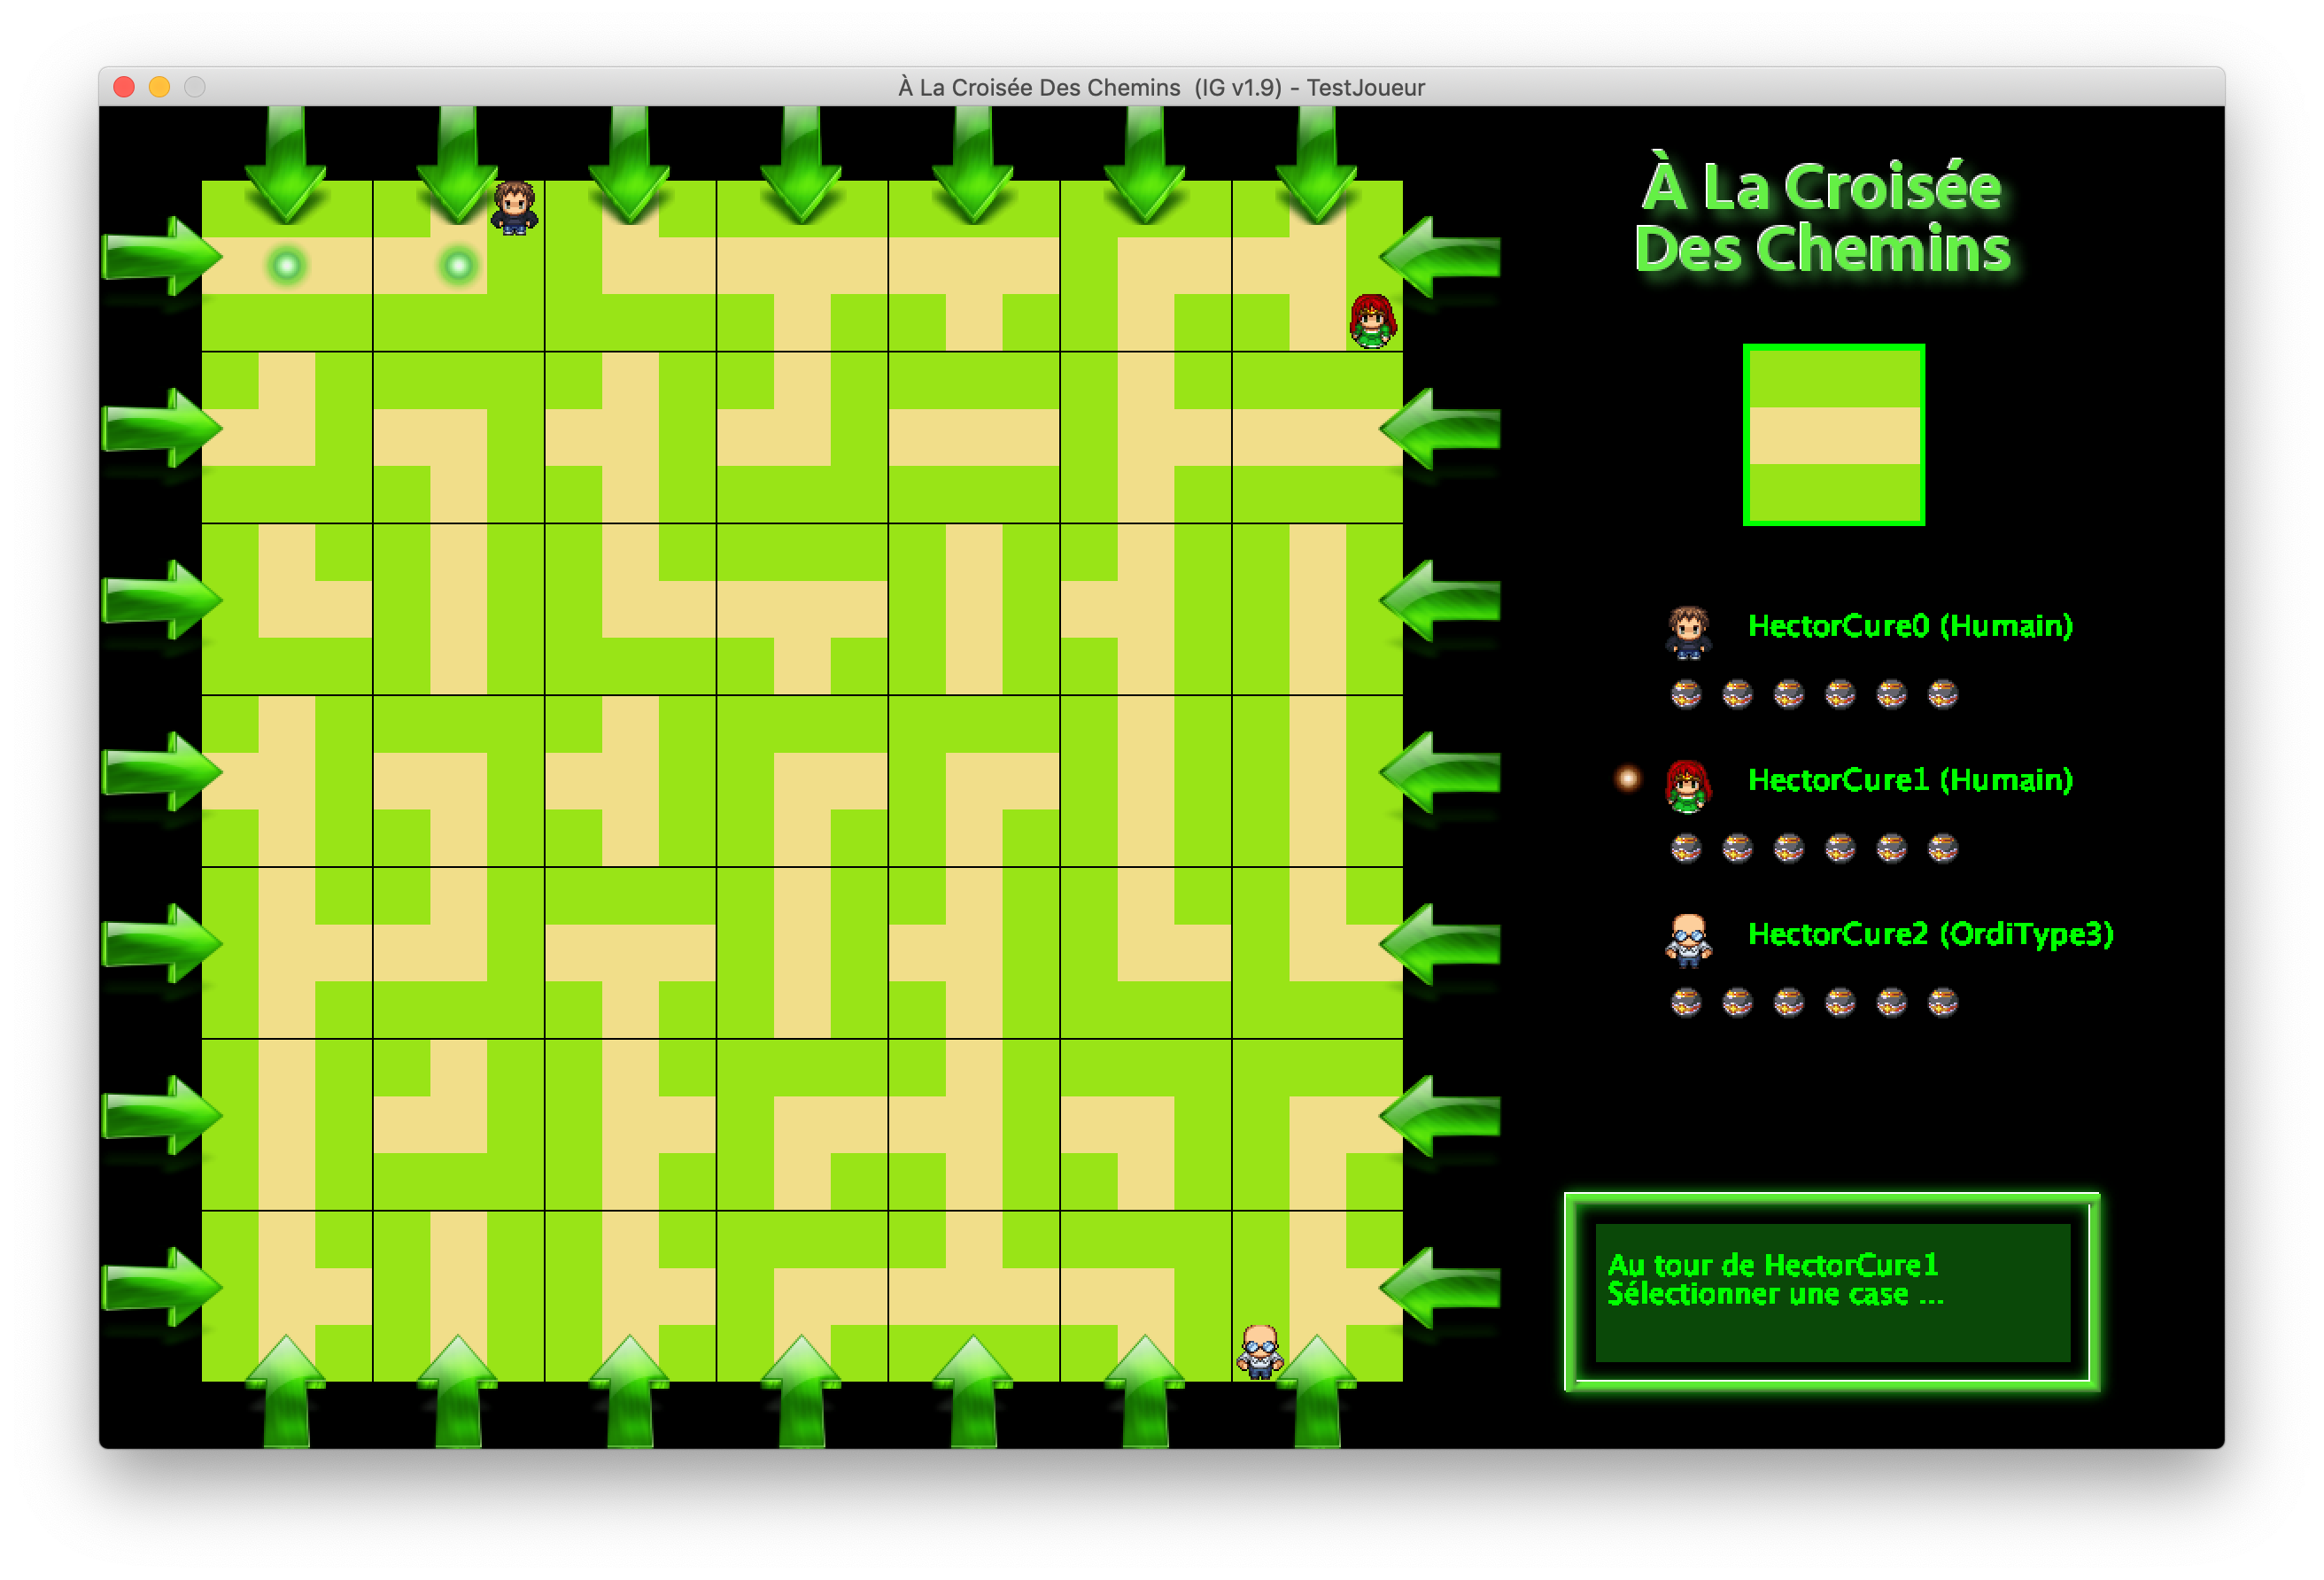 À La Croisée Des Chemins (IG v1.9) - TestJoueur
À La Croisée
Des Chemins
HectorCure0 (Humain)
HectorCure1 (Humain)
HectorCure2 (OrdiType3)
Au tour de HectorCure1
Sélectionner une case ...